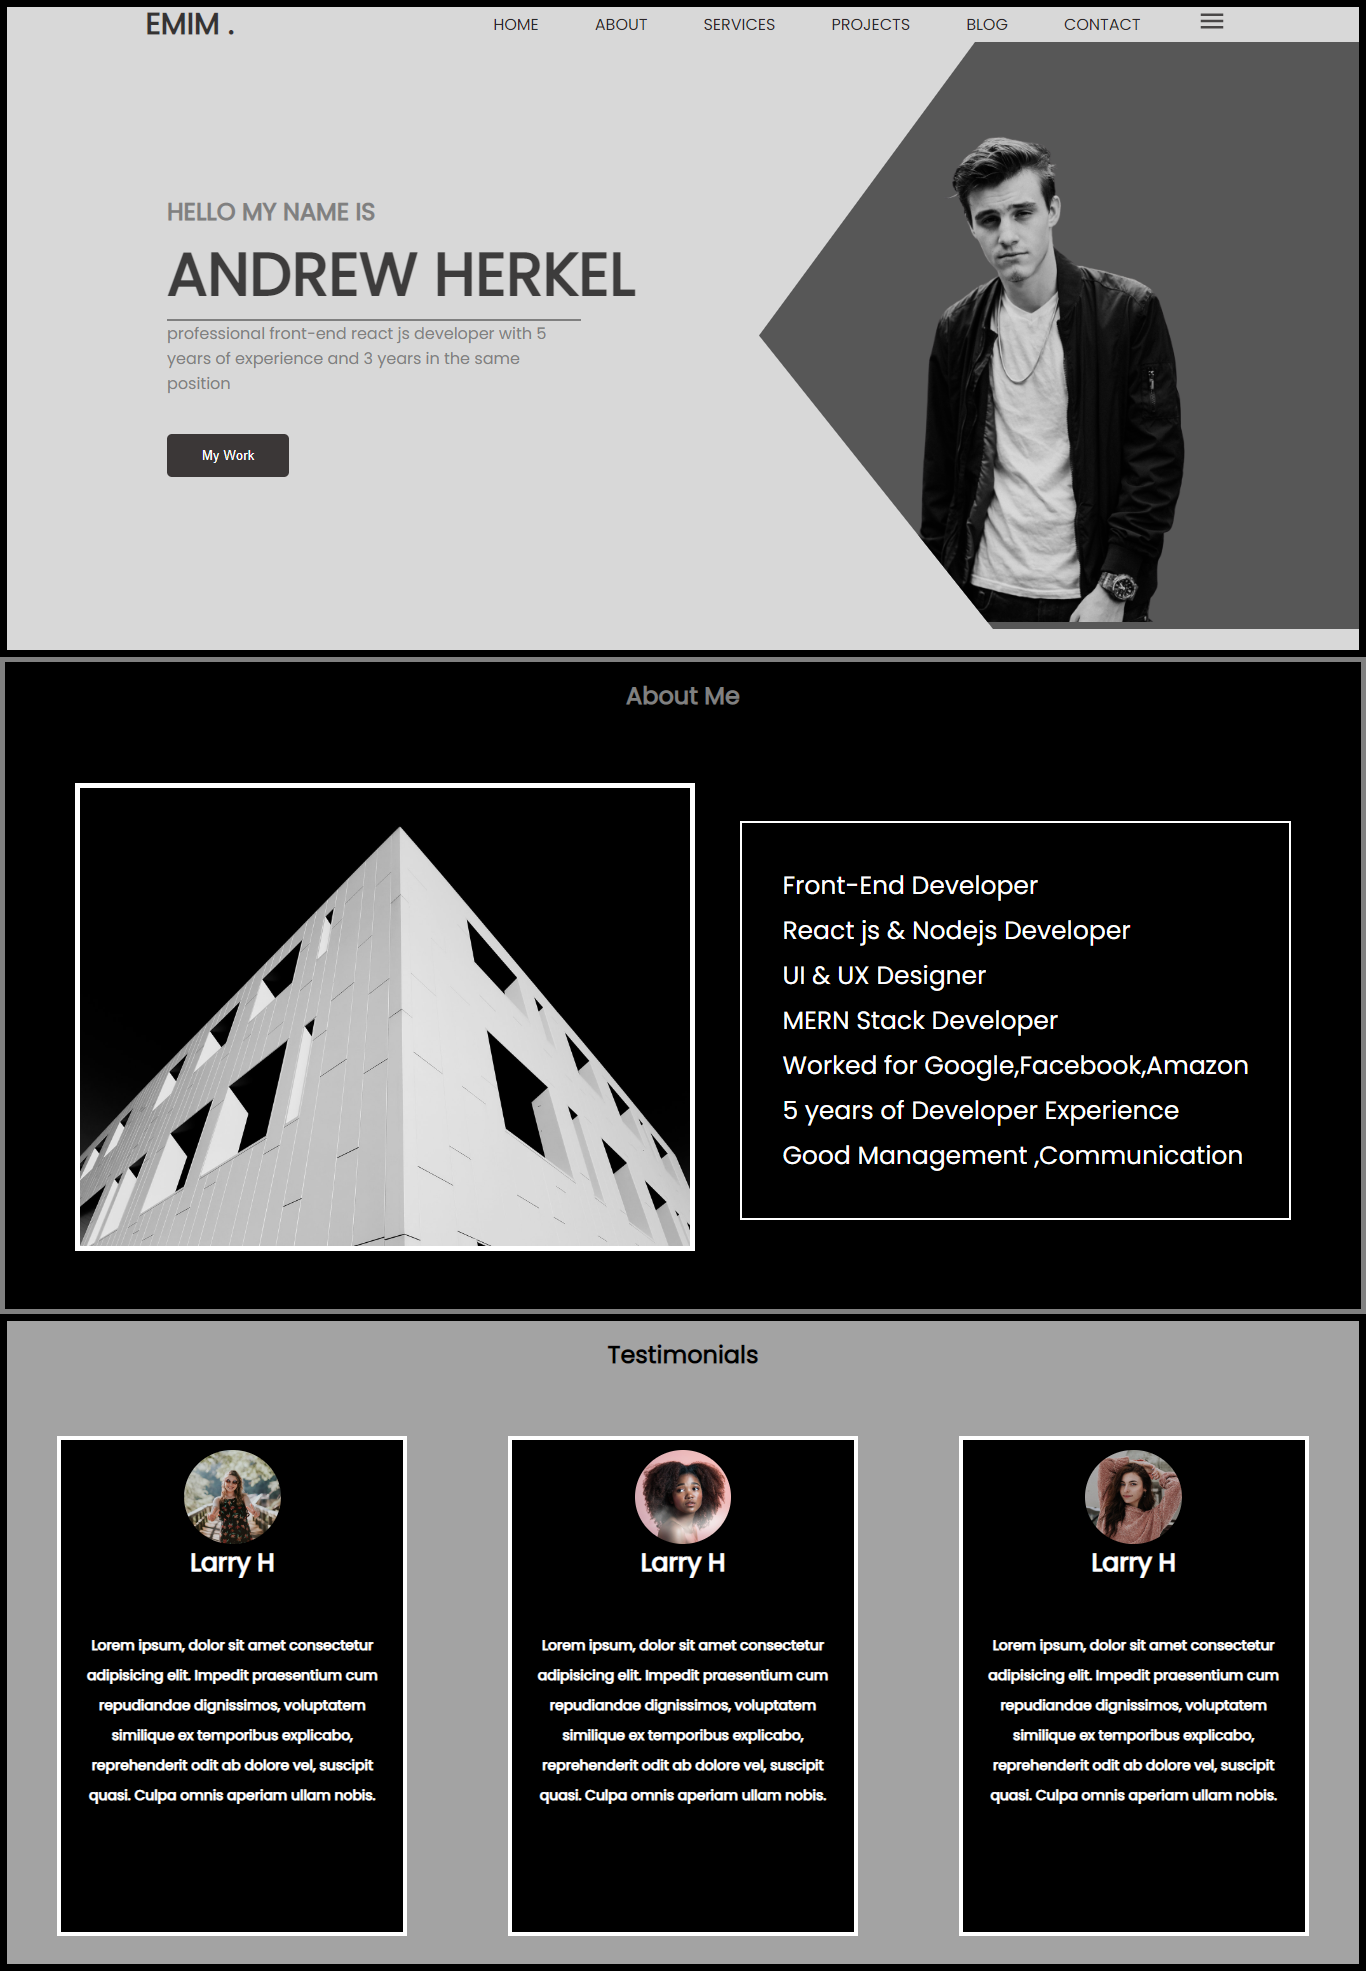 EMIM .
HOME ABOUT SERVICES PROJECTS BLOG CONTACT
HELLO MY NAME IS
ANDREW HERKEL
professional front-end react js developer with 5
years of experience and 3 years in the same
position
My Work
About Me
Front-End Developer
React js & Nodejs Developer
UI & UX Designer
MERN Stack Developer
Worked for Google,Facebook,Amazon
5 years of Developer Experience
Good Management ,Communication
Testimonials
Larry H
Lorem ipsum, dolor sit amet consectetur
adipisicing elit. Impedit praesentium cum
repudiandae dignissimos, voluptatem
similique ex temporibus explicabo,
reprehenderit odit ab dolore vel, suscipit
quasi. Culpa omnis aperiam ullam nobis.
Larry H
Lorem ipsum, dolor sit amet consectetur
adipisicing elit. Impedit praesentium cum
repudiandae dignissimos, voluptatem
similique ex temporibus explicabo,
reprehenderit odit ab dolore vel, suscipit
quasi. Culpa omnis aperiam ullam nobis.
Larry H
Lorem ipsum, dolor sit amet consectetur
adipisicing elit. Impedit praesentium cum
repudiandae dignissimos, voluptatem
similique ex temporibus explicabo,
reprehenderit odit ab dolore vel, suscipit
quasi. Culpa omnis aperiam ullam nobis.